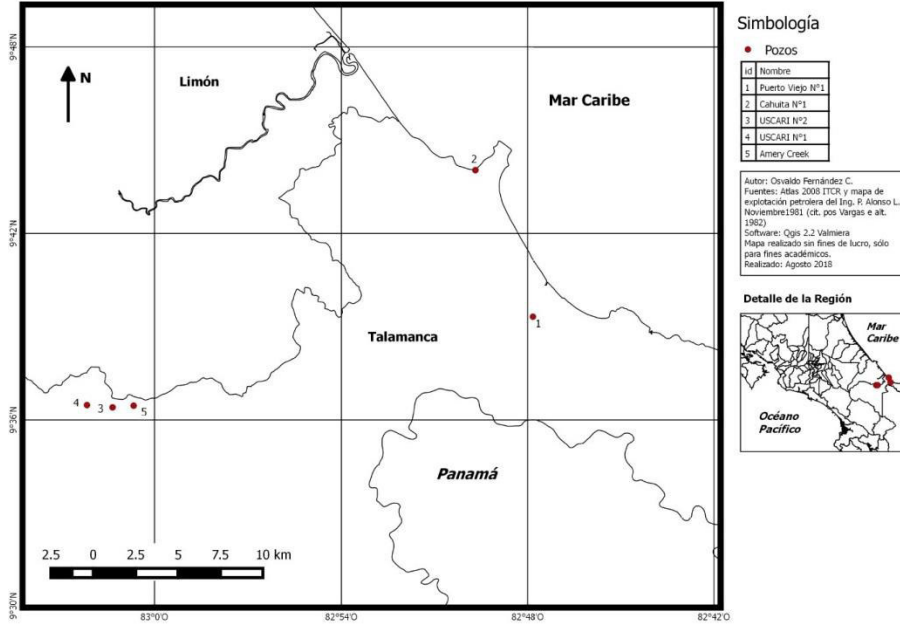 Simbología
Pozos
id Nombre
1 Puerto Viejo N°1
2 Cahuita N°1
3 USCARI N°2
4 USCARI N°1
5 Amery Creek
Autor: Osvaldo Fernández C.
Fuentes: Atlas 2008 ITCR y mapa de
explotación petrolera del Ing. R. Alonso L.
Noviembre1981 (cit. pos Vargas e alt.
1982)
Software: Qgis 2.2 Valmiera
Mapa realizado sin fines de lucro, sólo
para fines académicos.
Realizado: Agosto 2018
Detalle de la Región
Mar
Caribe
Océano
Pacífico
9°48'N
9°42'N
9°36'N
9°30'N
N
Limón
Mar Caribe
2
1
Talamanca
4
3
5
Panamá
2.5 0 2.5 5 7.5 10 km
83°0'O
82°54'O
82°48'O
82°42'O